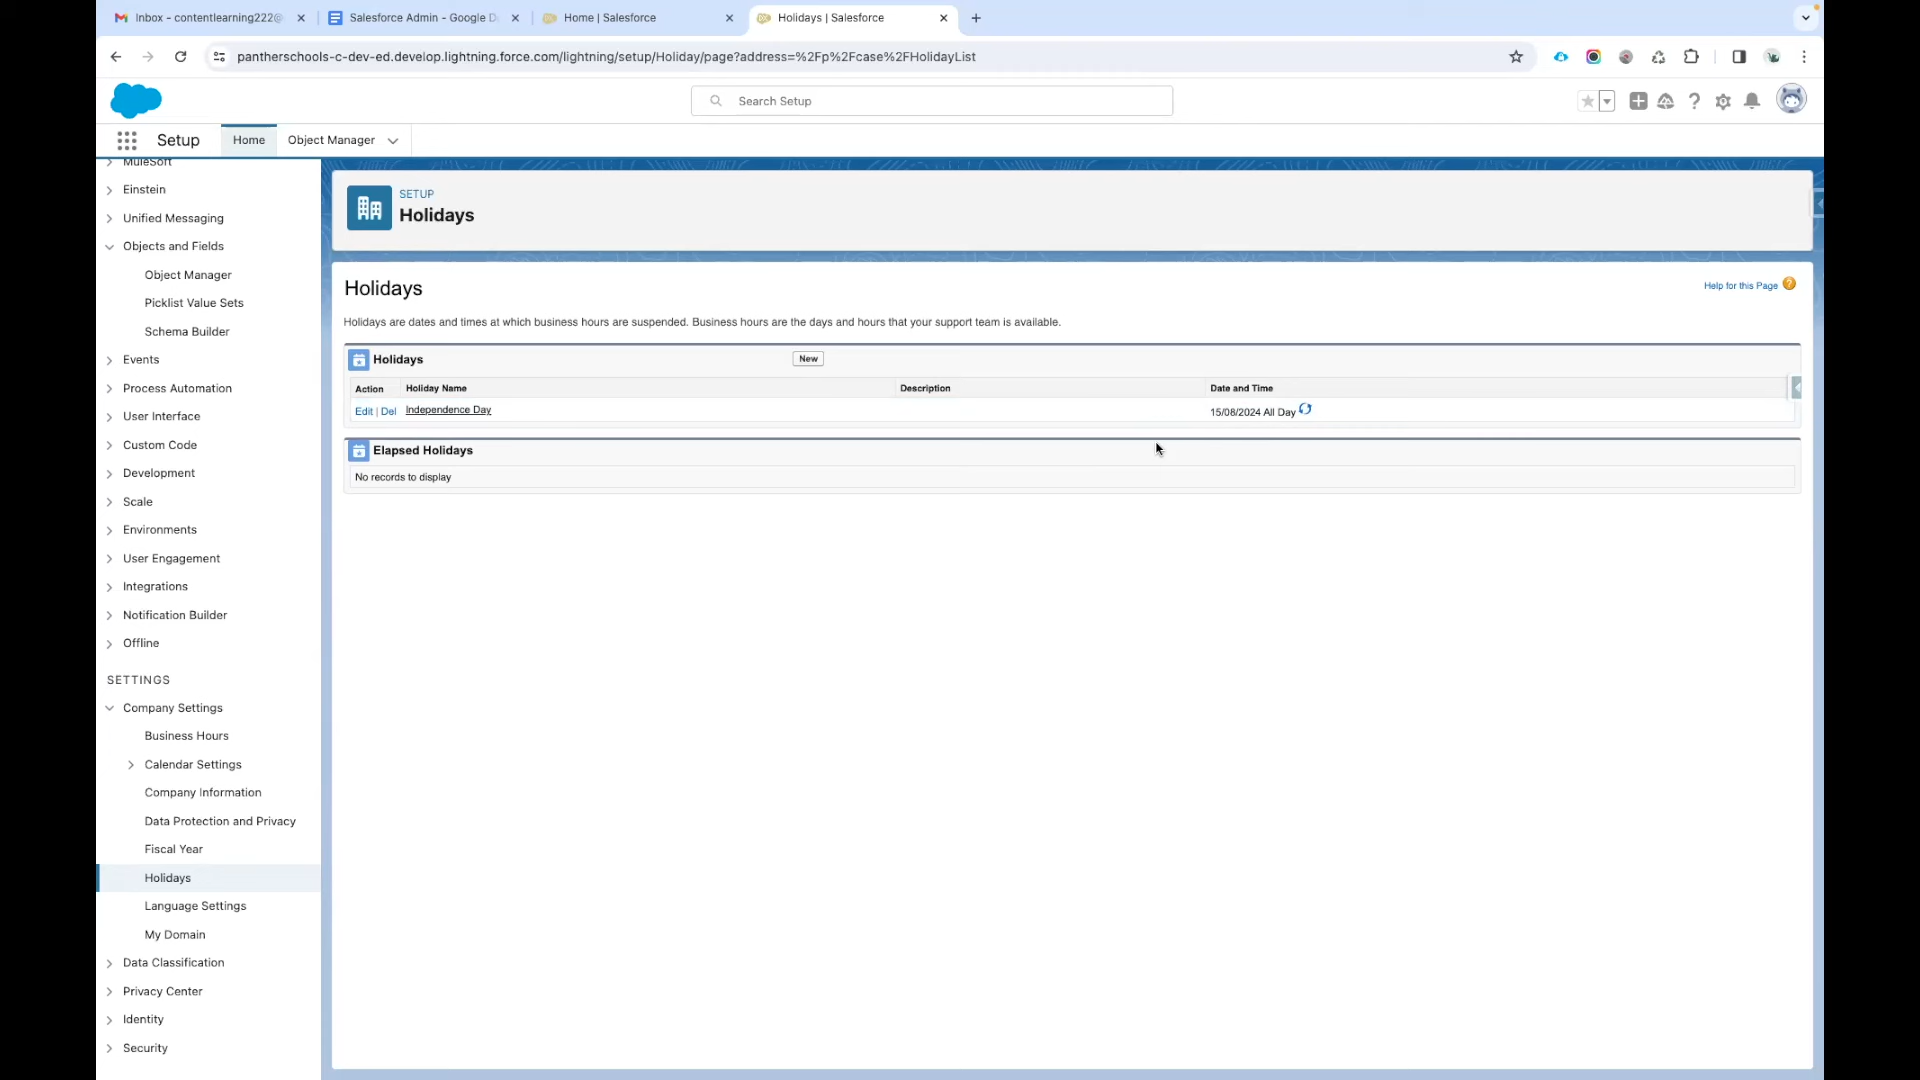 Inbox - contentlearning222@
Salesforce Admin - Google D
Home | Salesforce
Holidays | Salesforce
pantherschools-c-dev-ed.develop.lightning.force.com/lightning/setup/Holiday/page?address=%2Fp%2Fcase%2FHolidayList
Search Setup
Setup
Home
Object Manager
MuleSoft
Einstein
Unified Messaging
Objects and Fields
Object Manager
Picklist Value Sets
Schema Builder
Events
Process Automation
User Interface
Custom Code
Development
Scale
Environments
User Engagement
Integrations
Notification Builder
Offline
SETTINGS
Company Settings
Business Hours
Calendar Settings
Company Information
Data Protection and Privacy
Fiscal Year
Holidays
Language Settings
My Domain
Data Classification
Privacy Center
Identity
Security
SETUP
Holidays
Holidays
Help for this Page
Holidays are dates and times at which business hours are suspended. Business hours are the days and hours that your support team is available.
Holidays
New
Action Holiday Name Description Date and Time
Edit | Del Independence Day 15/08/2024 All Day
Elapsed Holidays
No records to display